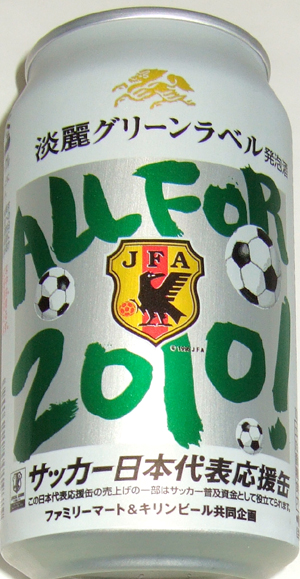 淡麗グリーンラベル 発泡酒
ALL FOR
JFA
©1996 JFA
2010!
サッカー日本代表応援缶
この日本代表応援缶の売上げの一部はサッカー普及資金として役立てられます。
ファミリーマート&キリンビール共同企画